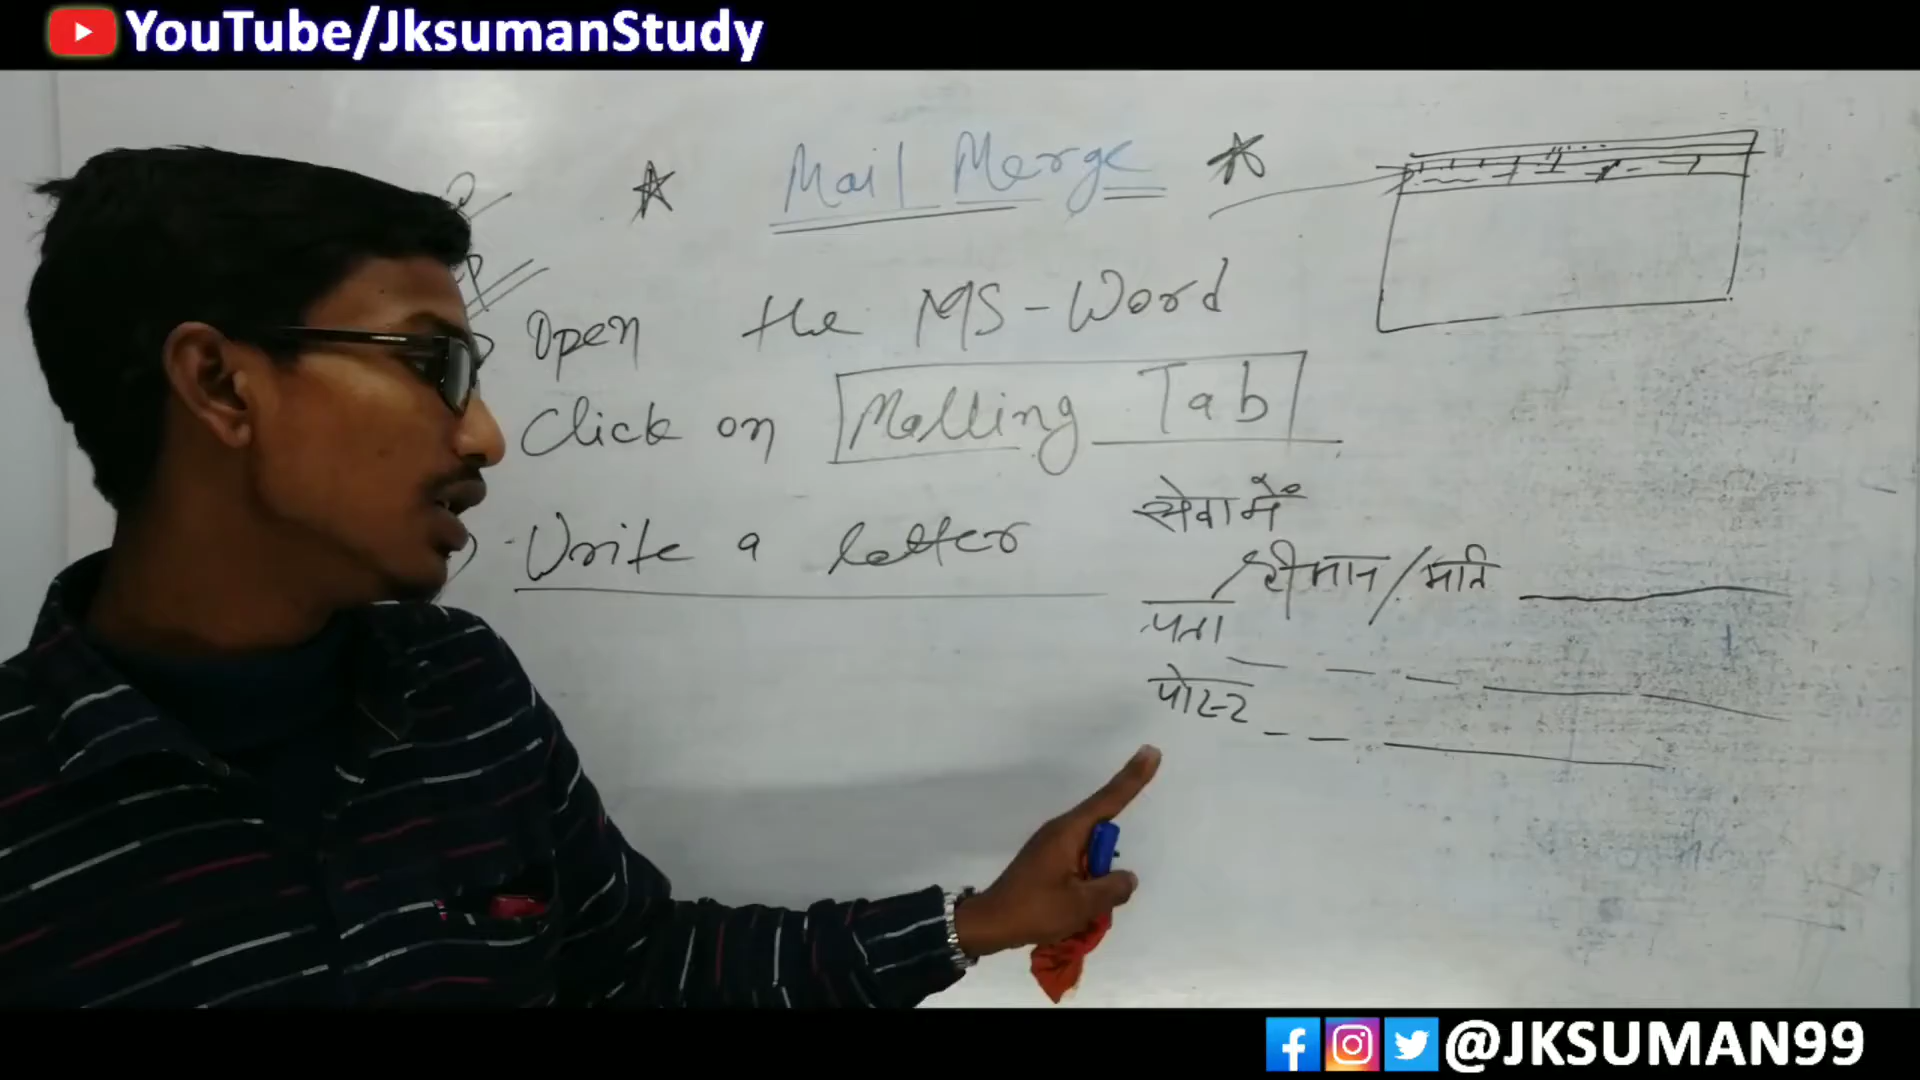 YouTube/JksumanStudy
Mail Merge
Open the MS-Word
Click on Malling Tab
Write a letter
सेवा में
श्रीमान/मति
पता
पोस्ट
@JKSUMAN99